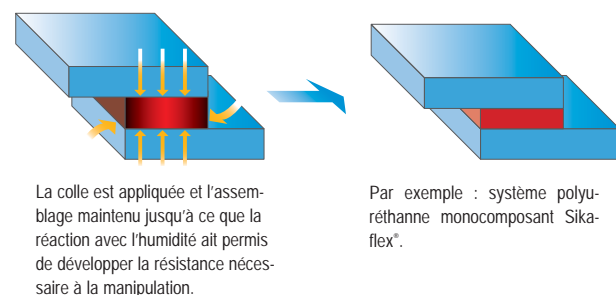 La colle est appliquée et l'assem-
blage maintenu jusqu'à ce que la
réaction avec l'humidité ait permis
de développer la résistance néces-
saire à la manipulation.
Par exemple : système polyu-
réthanne monocomposant Sika-
flex®.